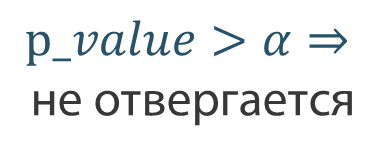 p_value > α ⇒
не отвергается